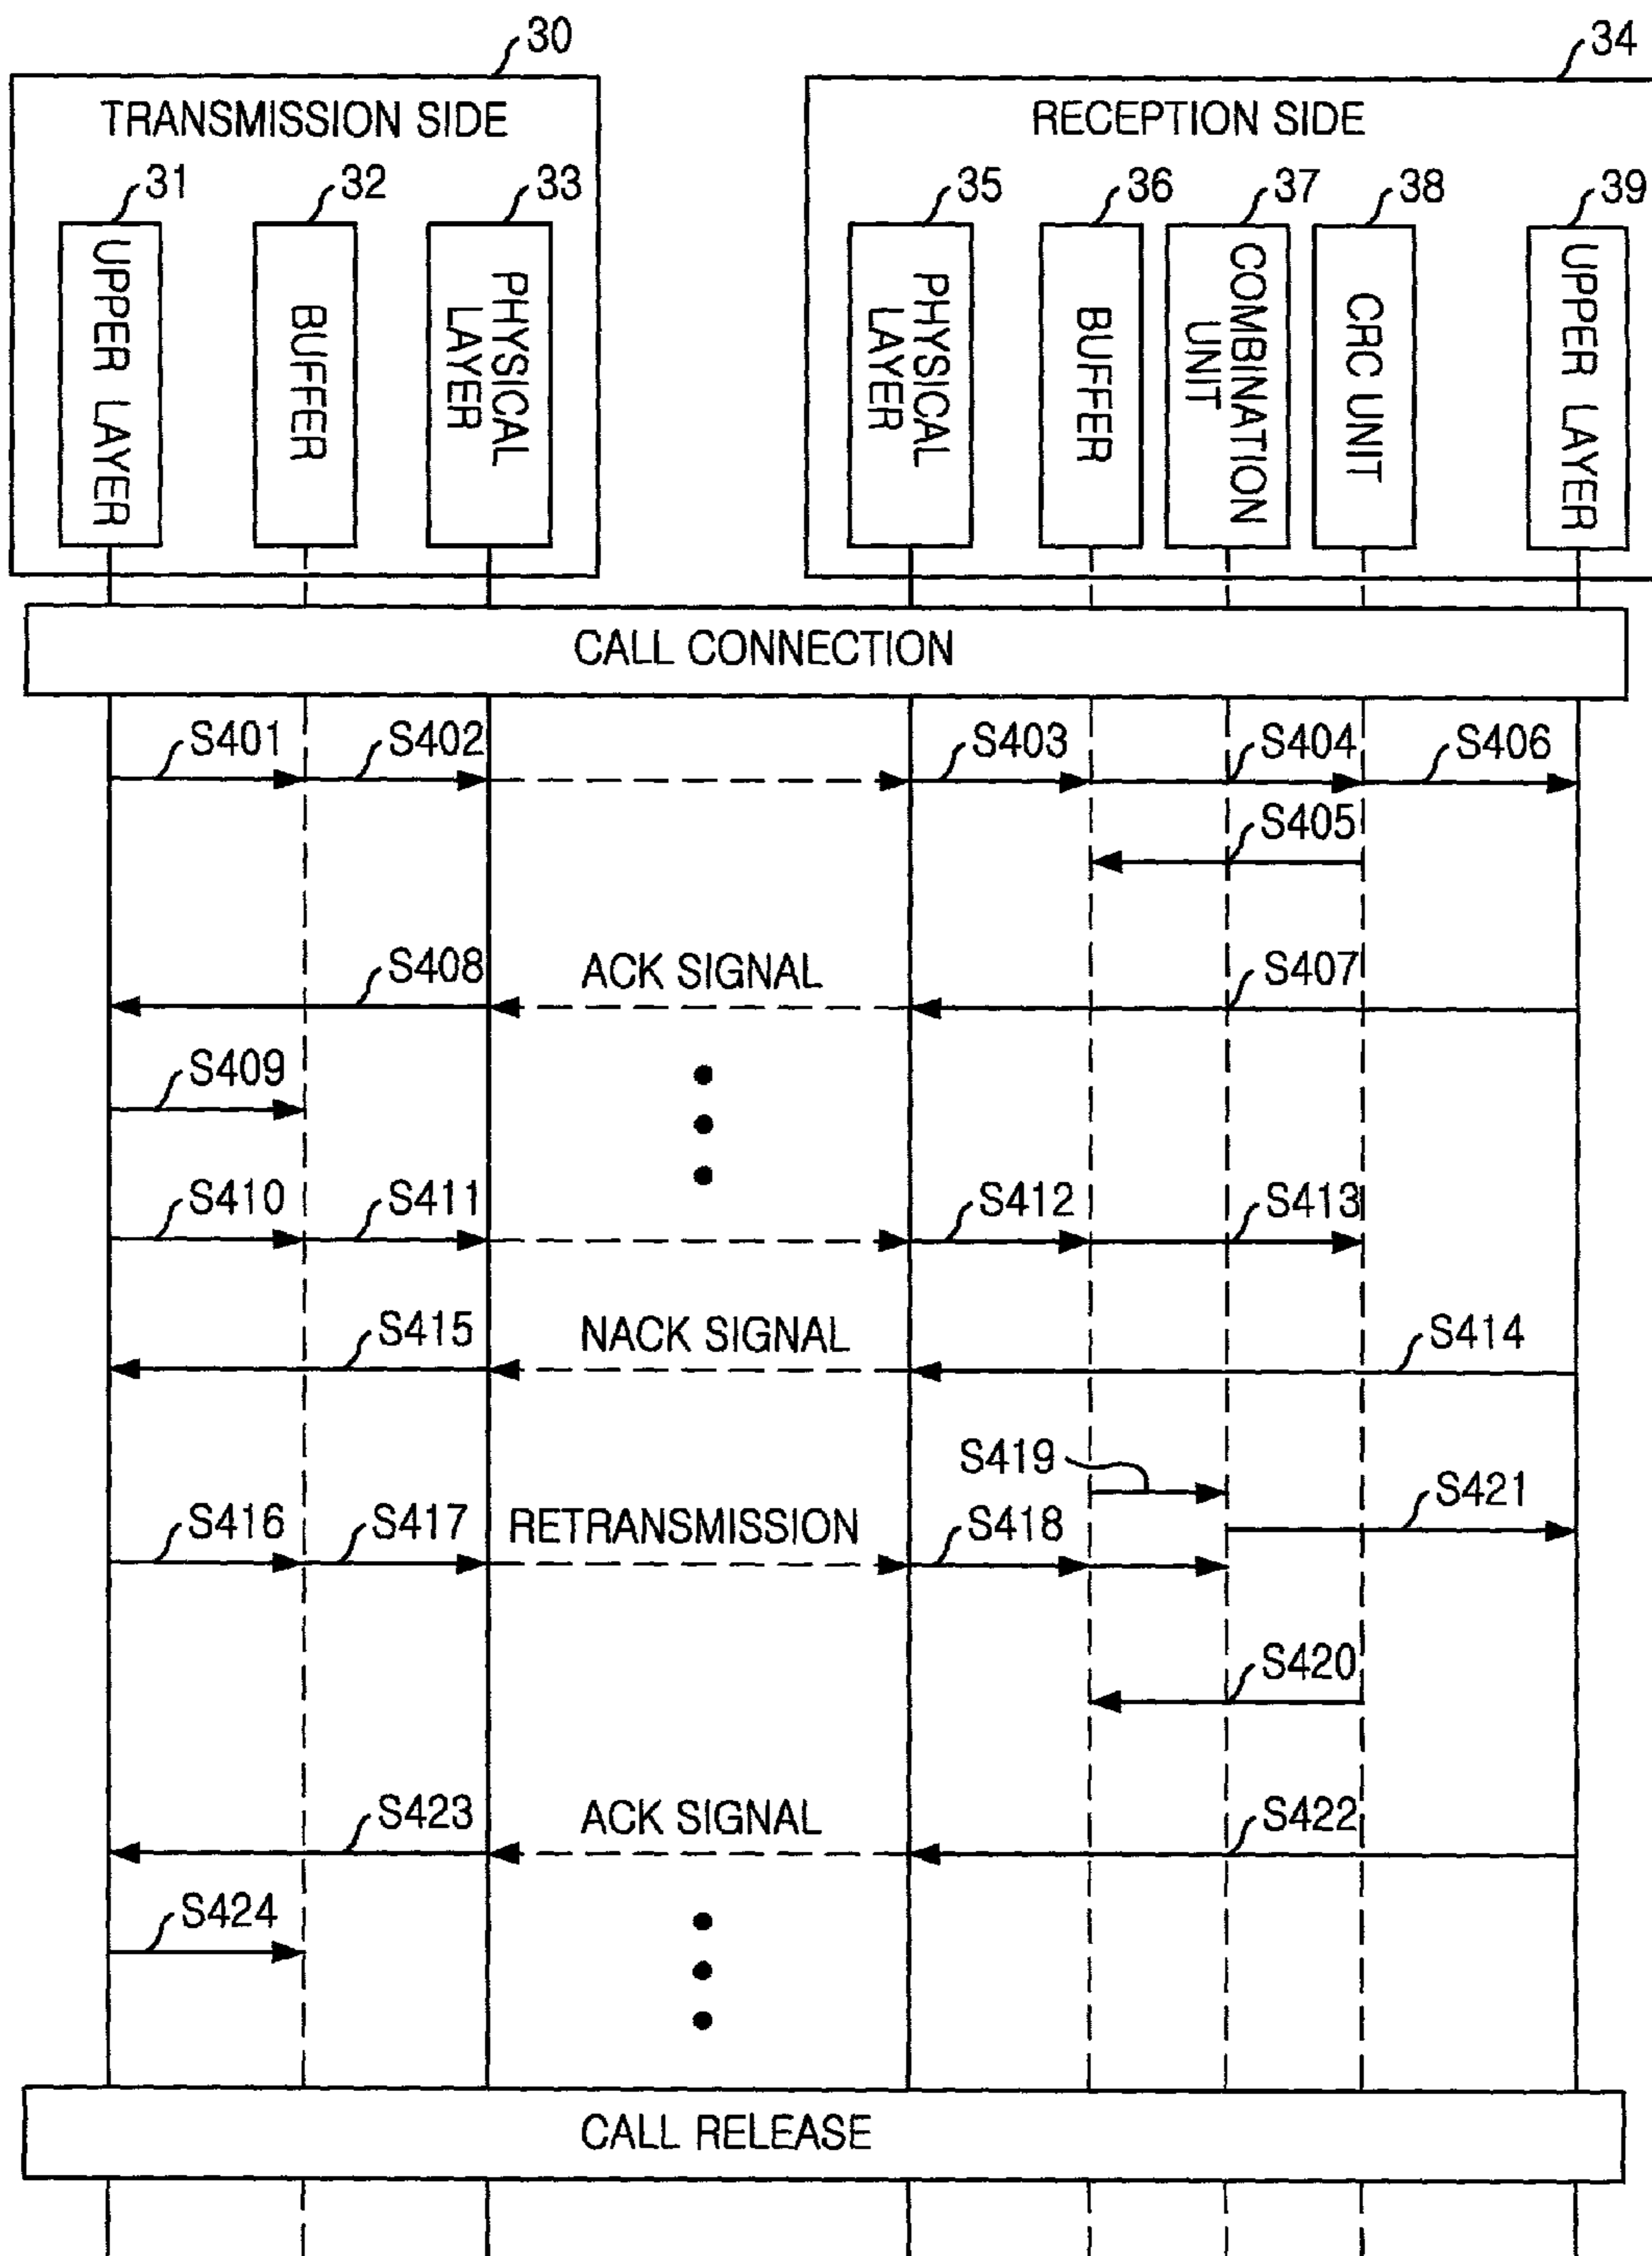 30
34
TRANSMISSION SIDE
RECEPTION SIDE
31
32
33
35
36
37
38
39
UPPER LAYER
BUFFER
PHYSICAL
LAYER
PHYSICAL
LAYER
BUFFER
COMBINATION
UNIT
CRC UNIT
UPPER LAYER
CALL CONNECTION
S401
S402
S403
S404
S406
S405
S408
ACK SIGNAL
S407
S409
S410
S411
S412
S413
S415
NACK SIGNAL
S414
S419
S421
S416
S417
RETRANSMISSION
S418
S420
S423
ACK SIGNAL
S422
S424
CALL RELEASE